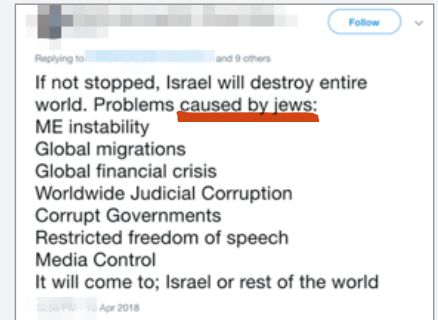 Follow
Replying to
and 9 others
If not stopped, Israel will destroy entire
world. Problems caused by jews:
ME instability
Global migrations
Global financial crisis
Worldwide Judicial Corruption
Corrupt Governments
Restricted freedom of speech
Media Control
It will come to; Israel or rest of the world
Apr 2018